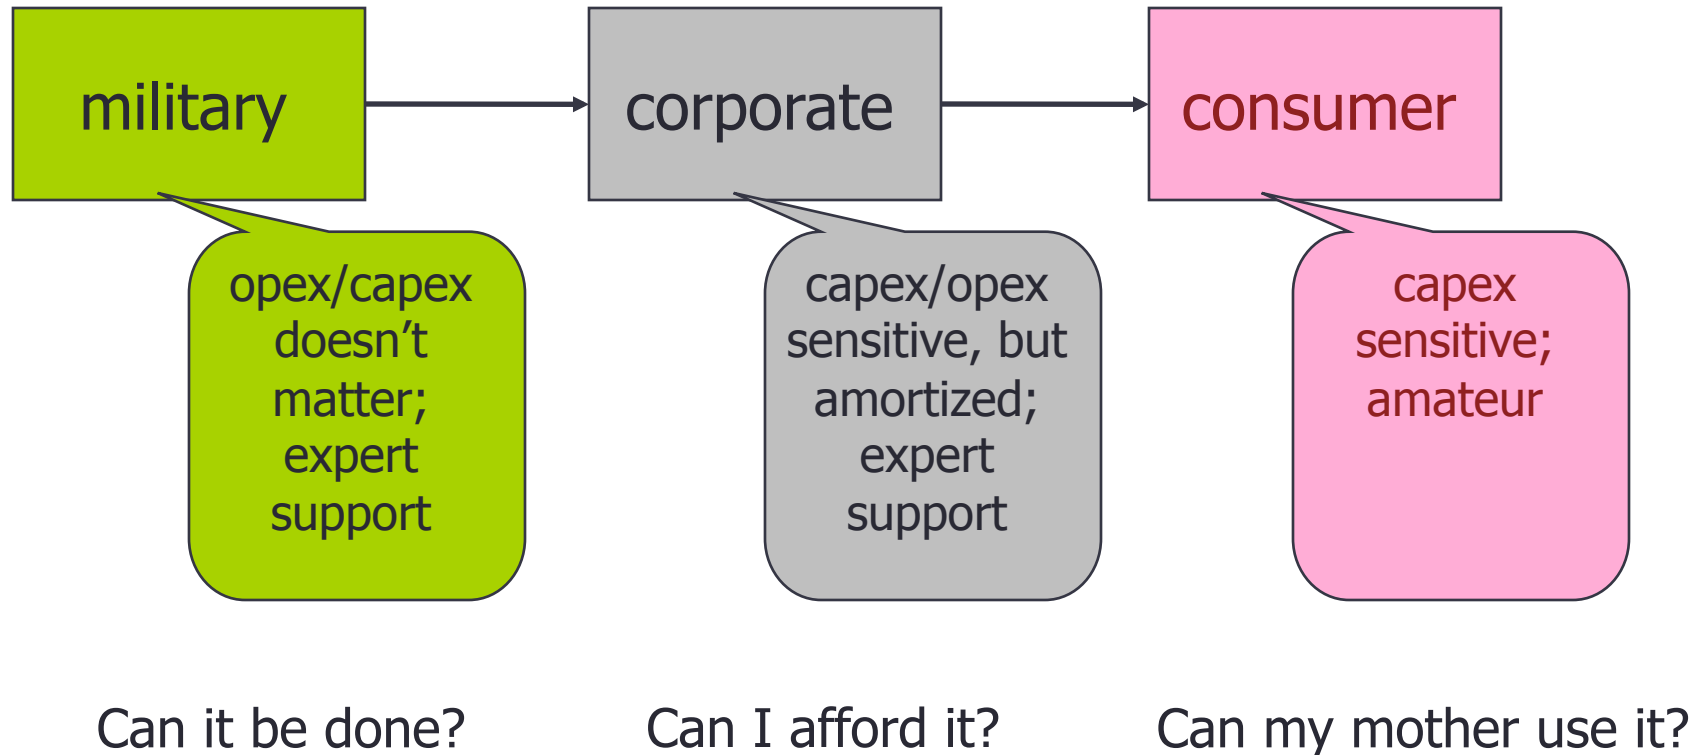 military
corporate
consumer
opex/capex
doesn’t
matter;
expert
support
capex/opex
sensitive, but
amortized;
expert
support
capex
sensitive;
amateur
Can it be done?
Can I afford it?
Can my mother use it?